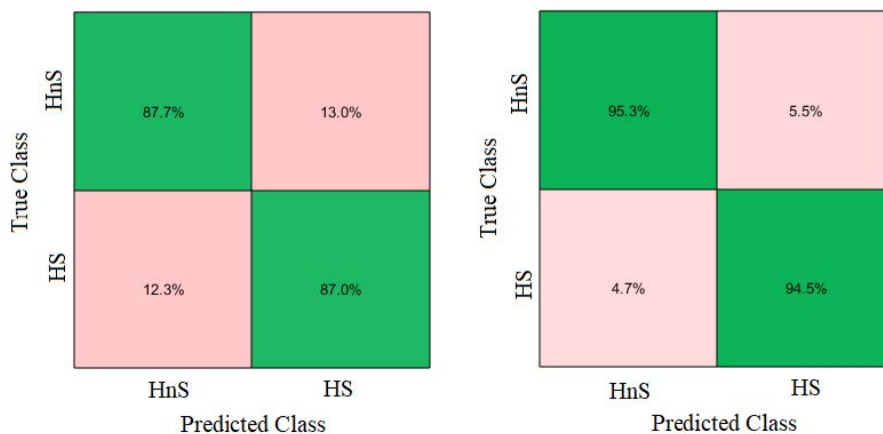 True Class
HnS
87.7%
13.0%
HS
12.3%
87.0%
HnS
HS
Predicted Class
True Class
HnS
95.3%
5.5%
HS
4.7%
94.5%
HnS
HS
Predicted Class